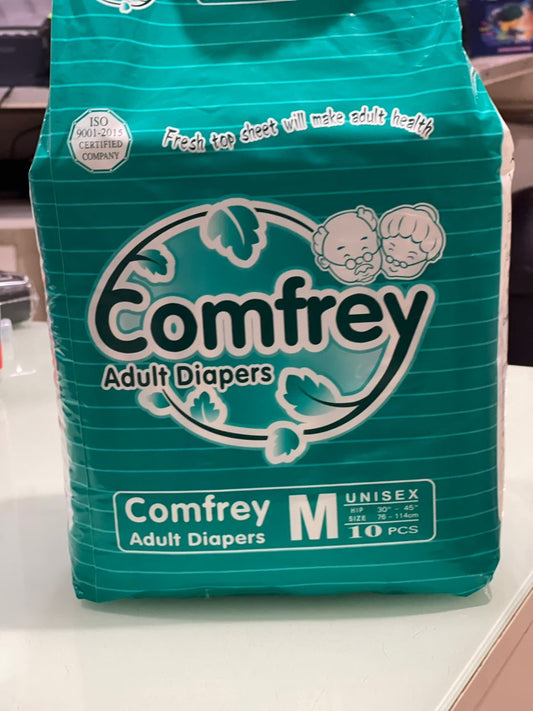 ISO
9001-2015
CERTIFIED
COMPANY
Fresh top sheet will make adult health
Comfrey
Adult Diapers
Comfrey
Adult Diapers
M
UNISEX
HIP 30" - 45"
SIZE 76 - 114cm
10 PCS